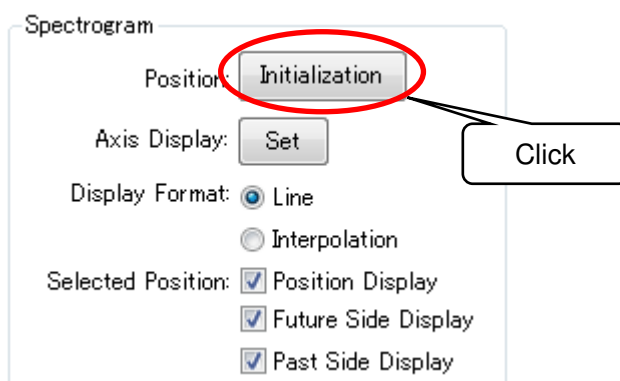 Spectrogram
Position: Initialization
Axis Display: Set
Click
Display Format: Line
Interpolation
Selected Position: Position Display
Future Side Display
Past Side Display